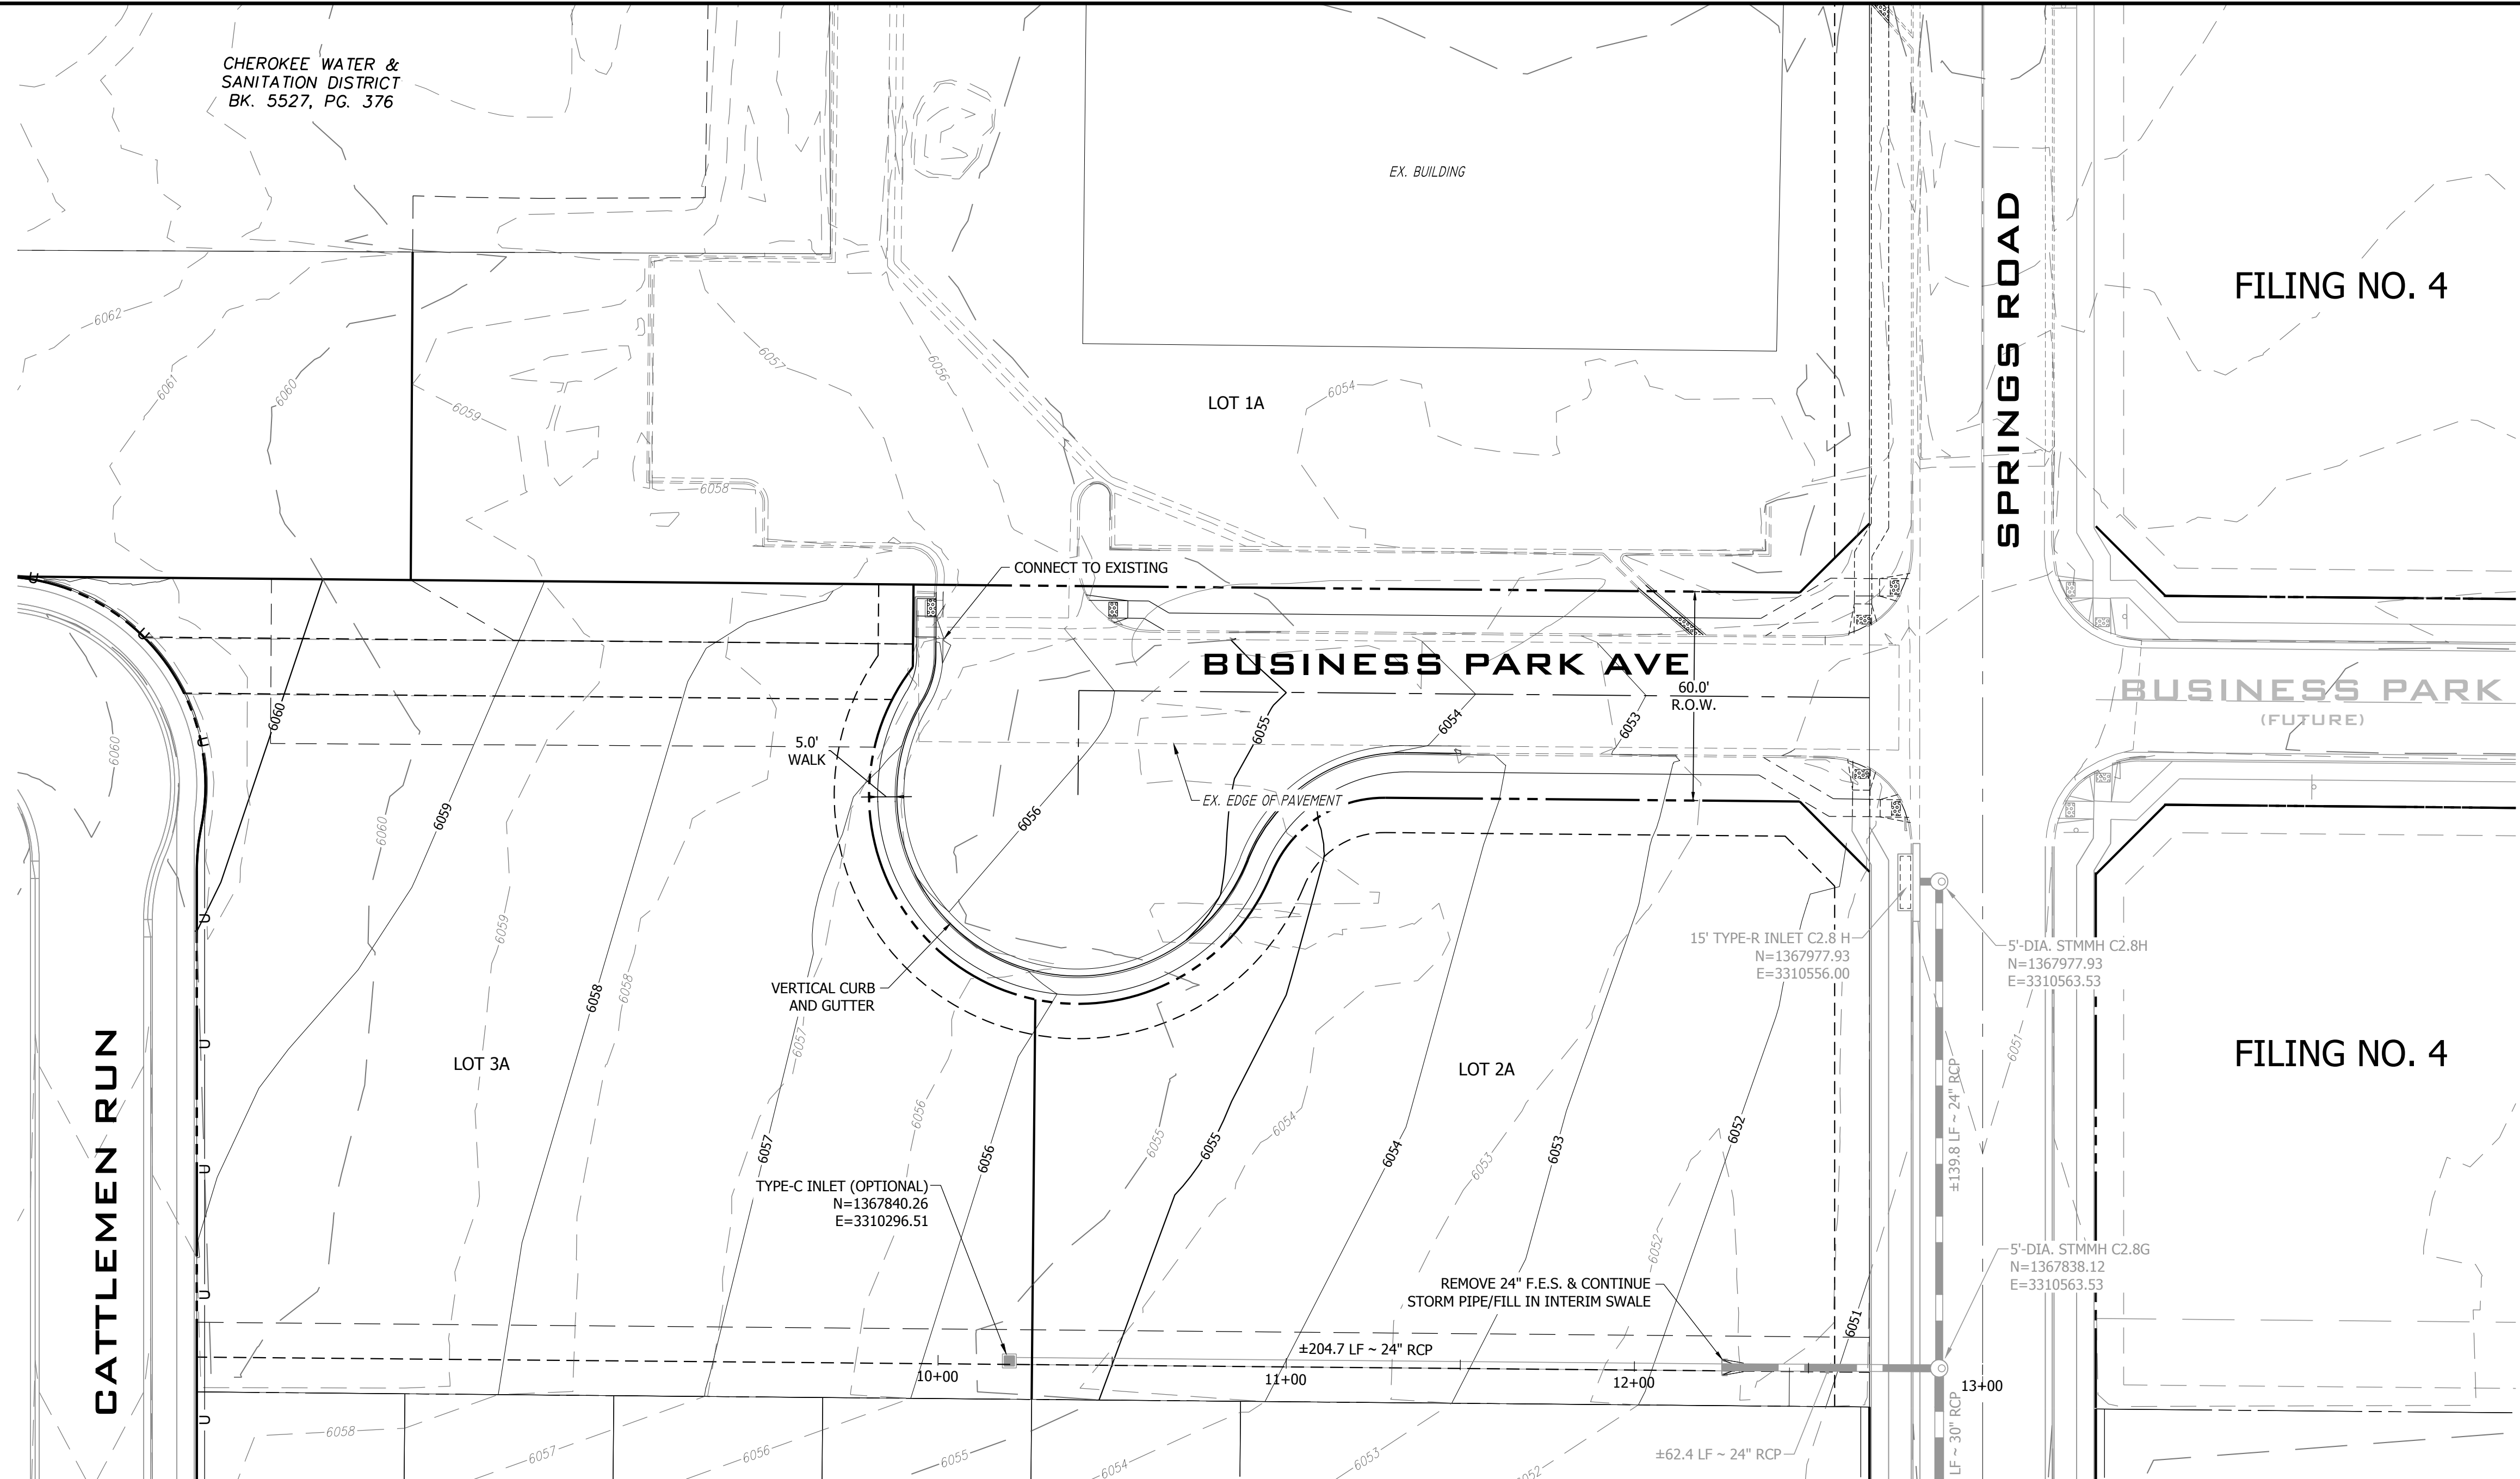 CHEROKEE WATER &
SANITATION DISTRICT
BK. 5527, PG. 376
EX. BUILDING
SPRINGS ROAD
FILING NO. 4
6062
6061
6060
6059
6057
6056
6054
LOT 1A
6058
CONNECT TO EXISTING
BUSINESS PARK AVE
60.0'
R.O.W.
BUSINESS PARK
(FUTURE)
5.0'
WALK
6060
6060
6060
6059
6059
6058
6058
6057
6057
6056
6056
6056
6055
6054
6053
EX. EDGE OF PAVEMENT
VERTICAL CURB
AND GUTTER
15' TYPE-R INLET C2.8 H
N=1367977.93
E=3310556.00
5'-DIA. STMMH C2.8H
N=1367977.93
E=3310563.53
CATTLEMEN RUN
LOT 3A
LOT 2A
FILING NO. 4
6055
6055
6054
6054
6053
6053
6052
6052
6051
6051
±139.8 LF ~ 24" RCP
TYPE-C INLET (OPTIONAL)
N=1367840.26
E=3310296.51
REMOVE 24" F.E.S. & CONTINUE
STORM PIPE/FILL IN INTERIM SWALE
5'-DIA. STMMH C2.8G
N=1367838.12
E=3310563.53
±204.7 LF ~ 24" RCP
10+00
11+00
12+00
13+00
6058
6057
6056
6055
6054
6053
±62.4 LF ~ 24" RCP
LF ~ 30" RCP
U
U
U
U
U
U
U
U